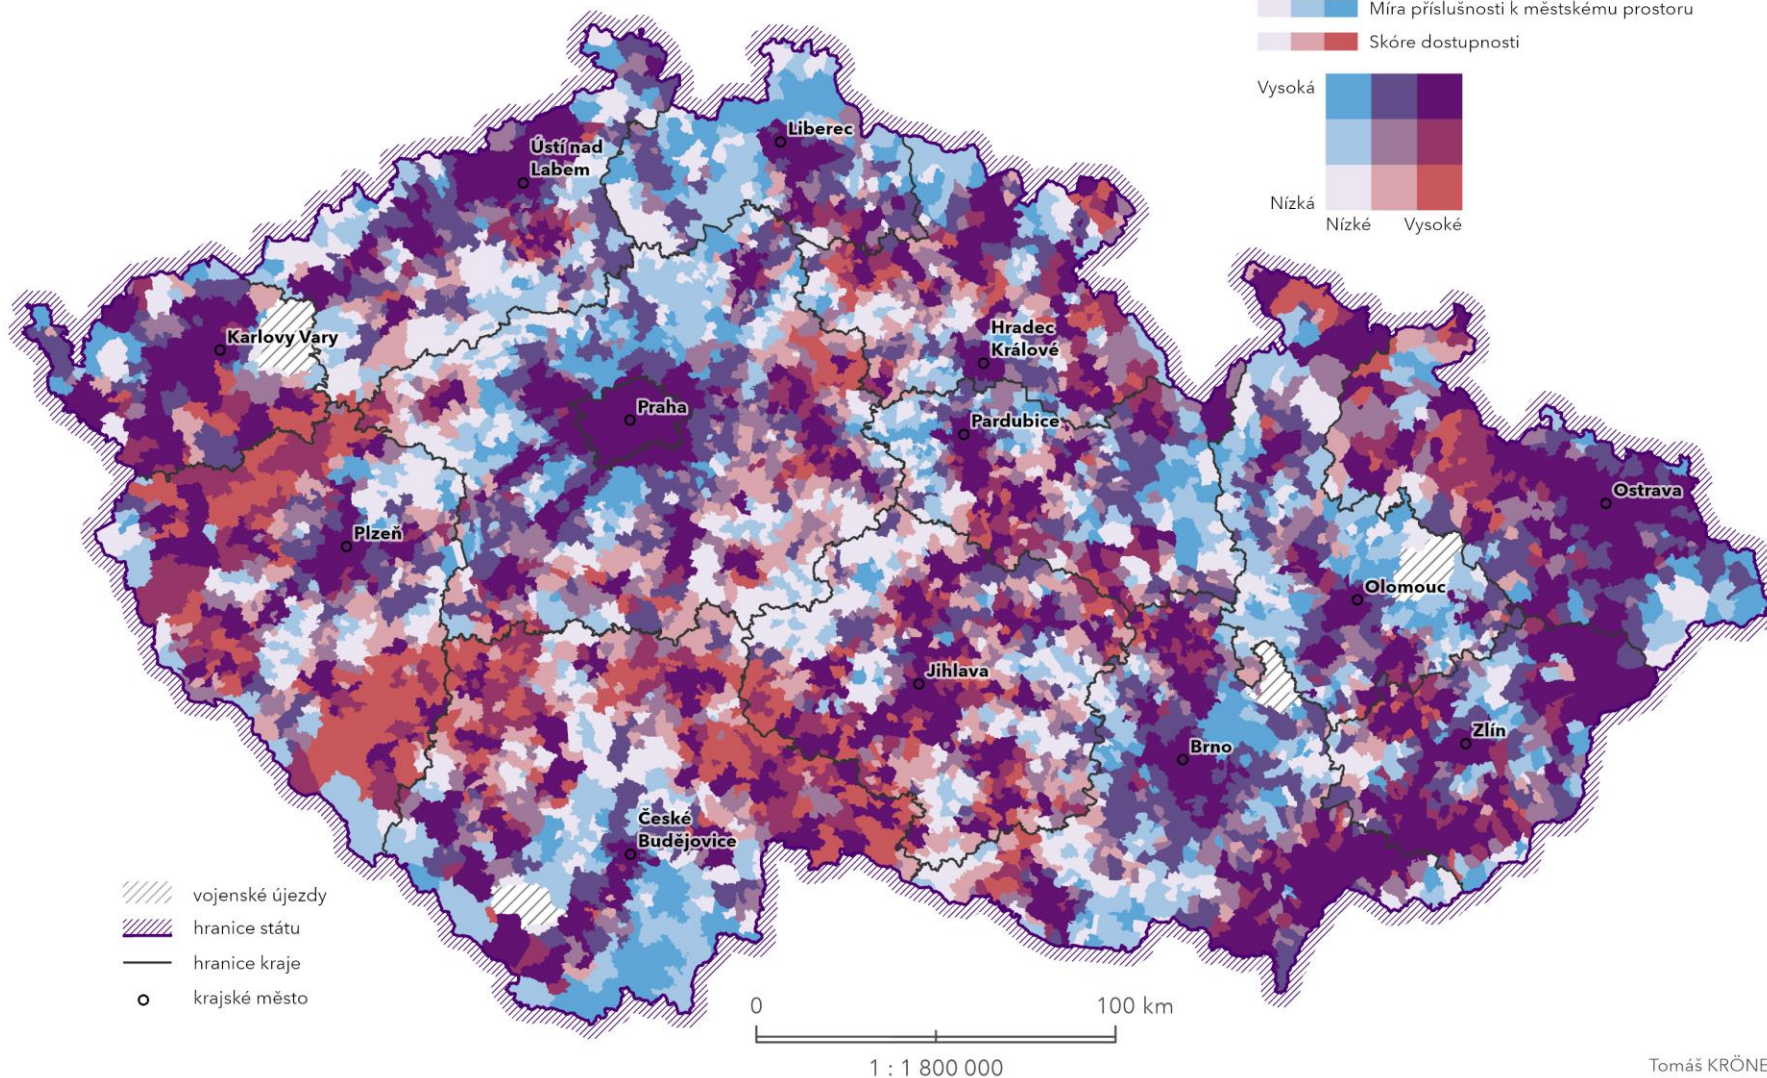 Míra příslušnosti k městskému prostoru
Skóre dostupnosti
Vysoká
Nízká
Nízké Vysoké
Liberec
Ústí nad
Labem
Karlovy Vary
Hradec
Králové
Praha
Pardubice
Ostrava
Plzeň
Olomouc
Jihlava
Zlín
Brno
České
Budějovice
vojenské újezdy
hranice státu
hranice kraje
krajské město
0 100 km
1 : 1 800 000
Tomáš KRÖNE